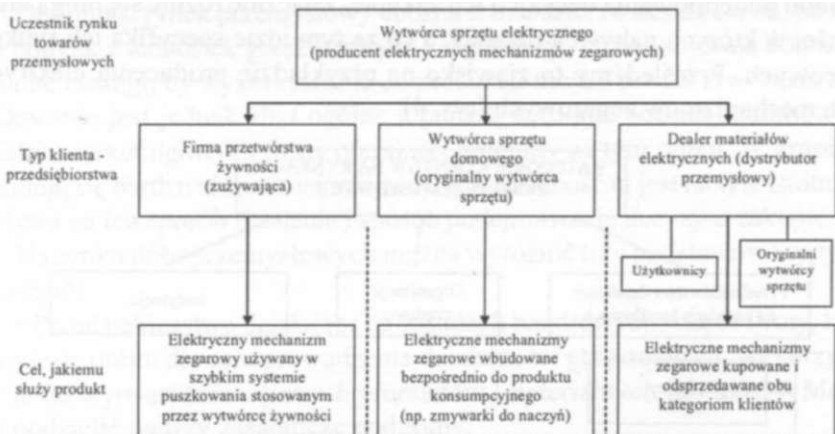 Uczestnik rynku
towarów
przemysłowych
Wytwórca sprzętu elektrycznego
(producent elektrycznych mechanizmów zegarowych)
Typ klienta -
przedsiębiorstwa
Firma przetwórstwa
żywności
(zużywająca)
Wytwórca sprzętu
domowego
(oryginalny wytwórca
sprzętu)
Dealer materiałów
elektrycznych (dystrybutor
przemysłowy)
Użytkownicy
Oryginalni
wytwórcy
sprzętu
Cel, jakiemu
służy produkt
Elektryczny mechanizm
zegarowy używany w
szybkim systemie
puszkowania stosowanym
przez wytwórcę żywności
Elektryczne mechanizmy
zegarowe wbudowane
bezpośrednio do produktu
konsumpcyjnego
(np. zmywarki do naczyń)
Elektryczne mechanizmy
zegarowe kupowane i
odsprzedawane obu
kategoriom klientów